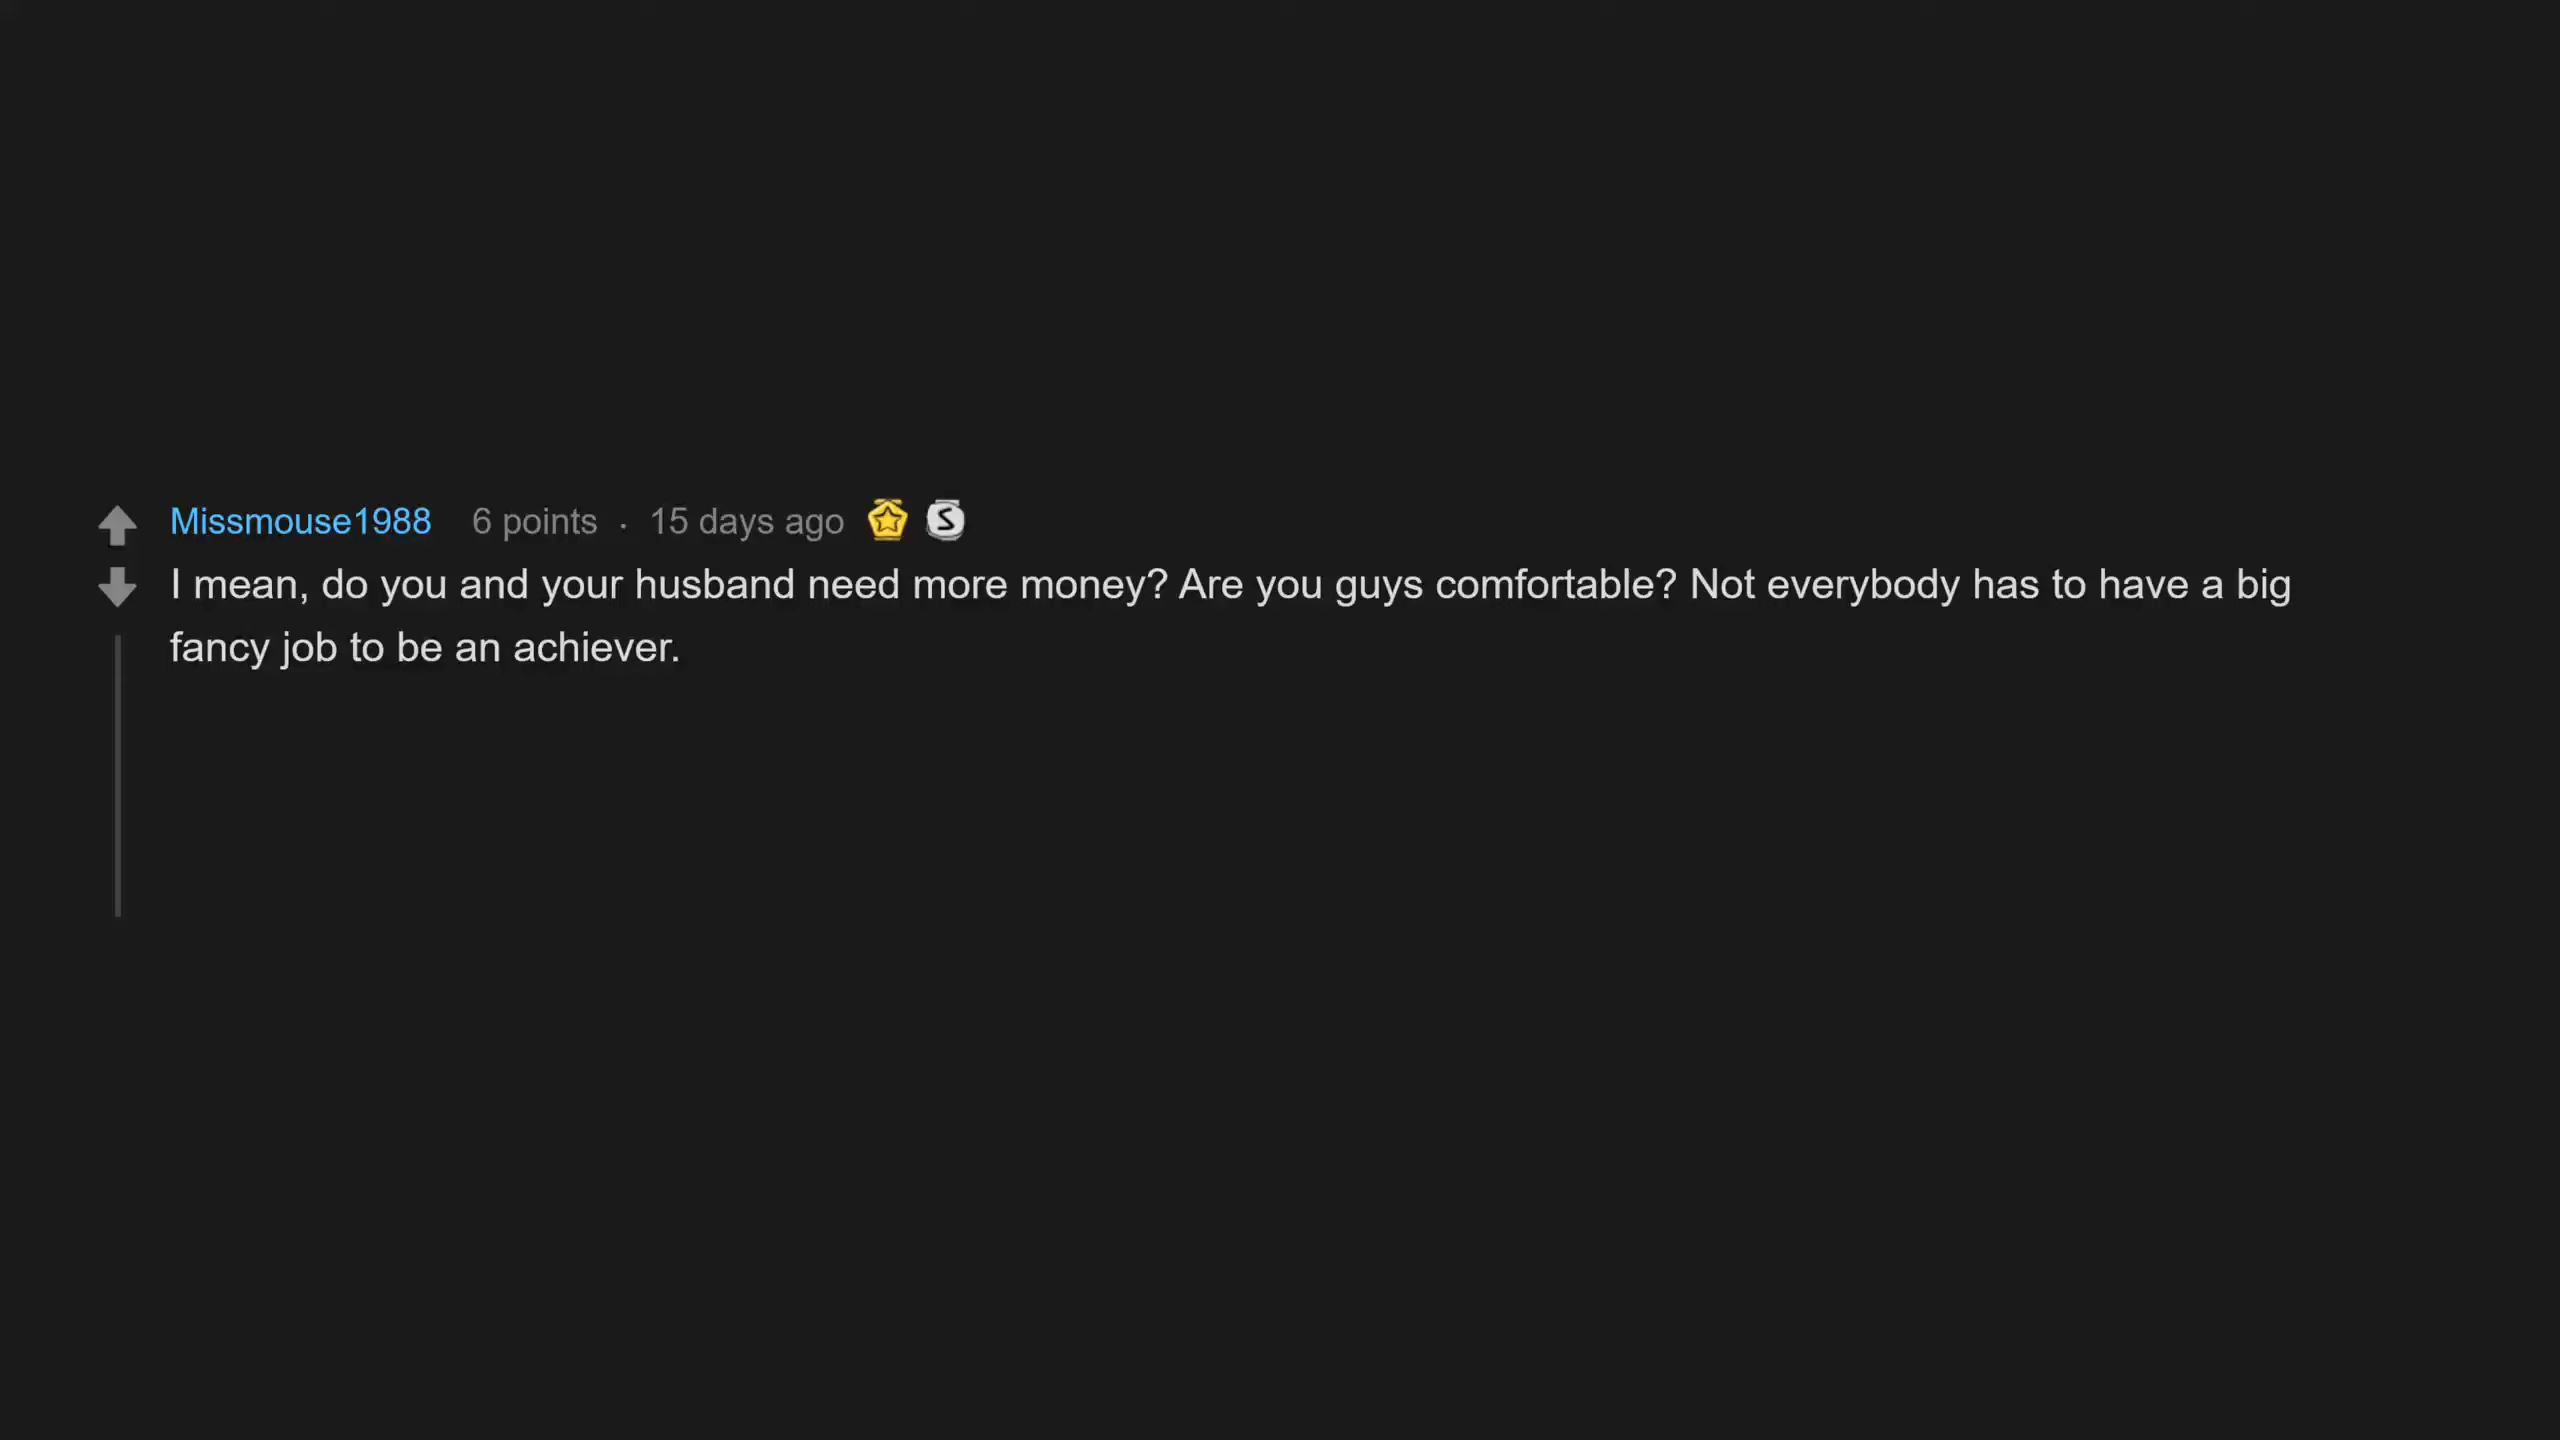 Missmouse1988 6 points · 15 days ago S
I mean, do you and your husband need more money? Are you guys comfortable? Not everybody has to have a big
fancy job to be an achiever.